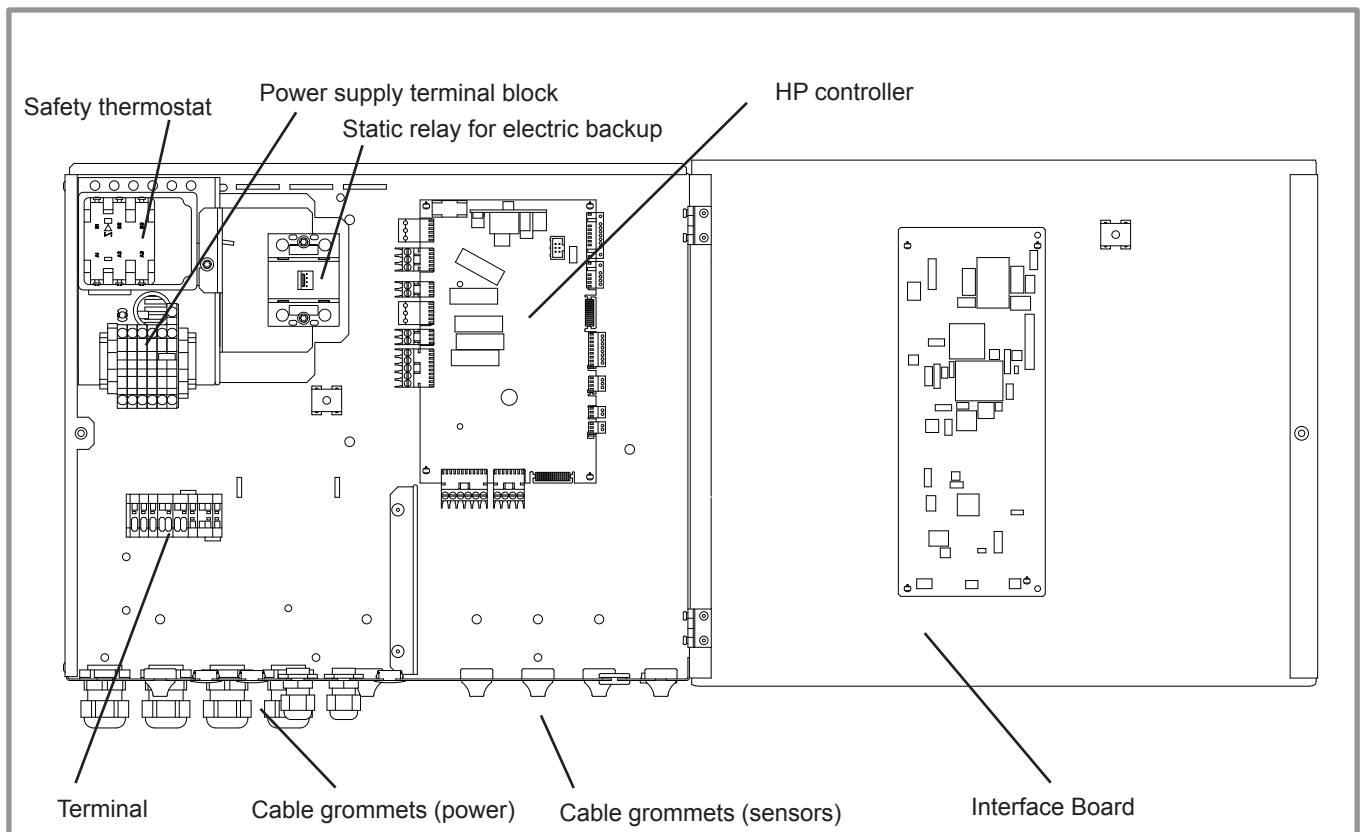 Safety thermostat
Power supply terminal block
Static relay for electric backup
HP controller
Terminal
Cable grommets (power)
Cable grommets (sensors)
Interface Board